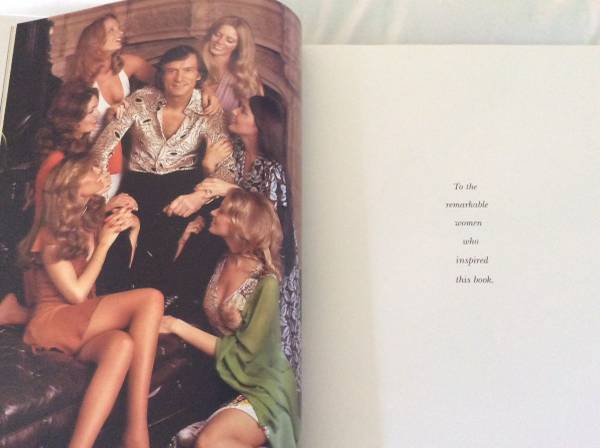 To the
remarkable
women
who
inspired
this book.